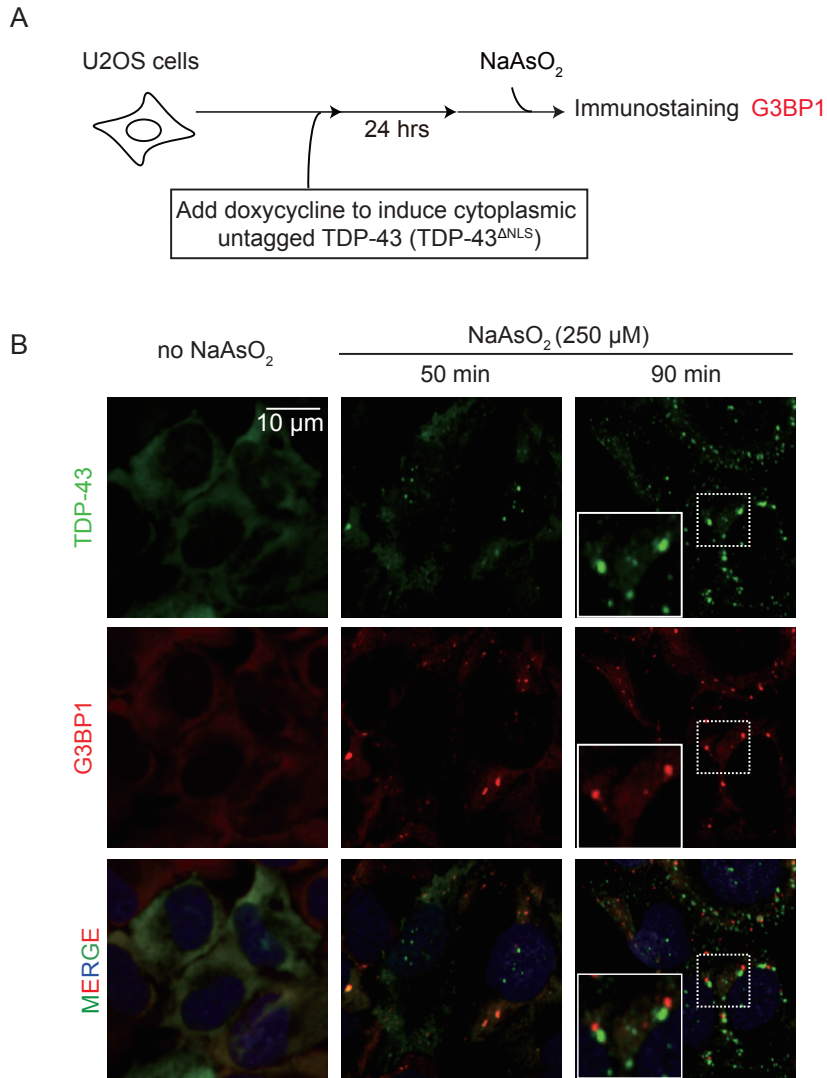 A
U2OS cells
NaAsO₂
24 hrs
Immunostaining G3BP1
Add doxycycline to induce cytoplasmic
untagged TDP-43 (TDP-43ᐃNLS)
B
no NaAsO₂
NaAsO₂ (250 µM)
50 min
90 min
10 µm
TDP-43
G3BP1
MERGE